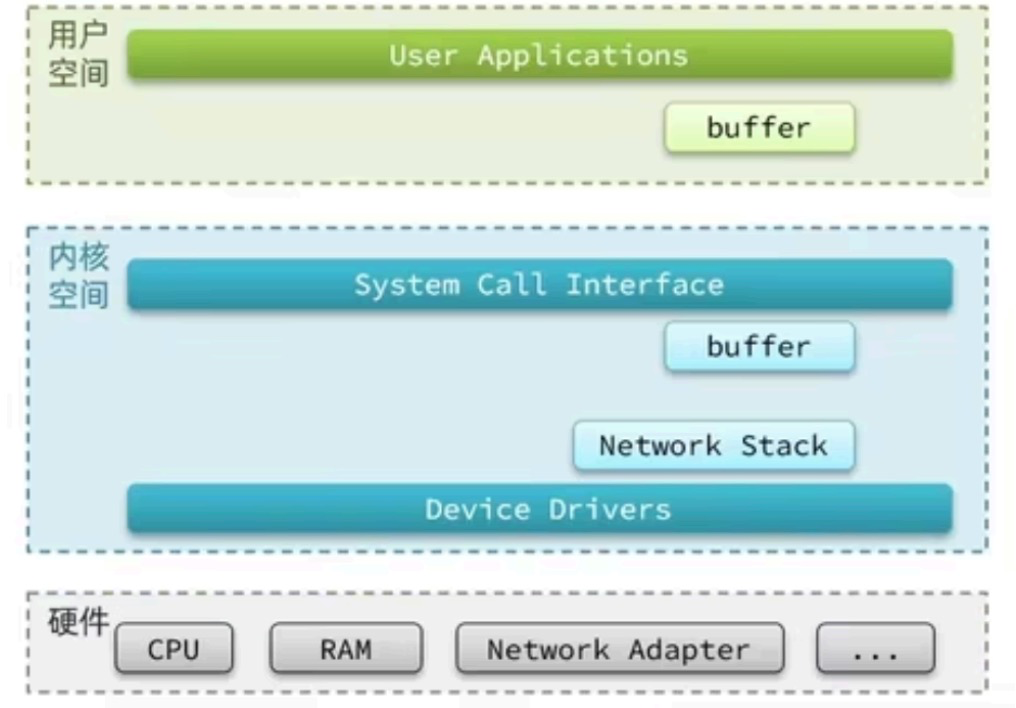 用户
空间
User Applications
buffer
内核
空间
System Call Interface
buffer
Network Stack
Device Drivers
硬件
CPU
RAM
Network Adapter
...